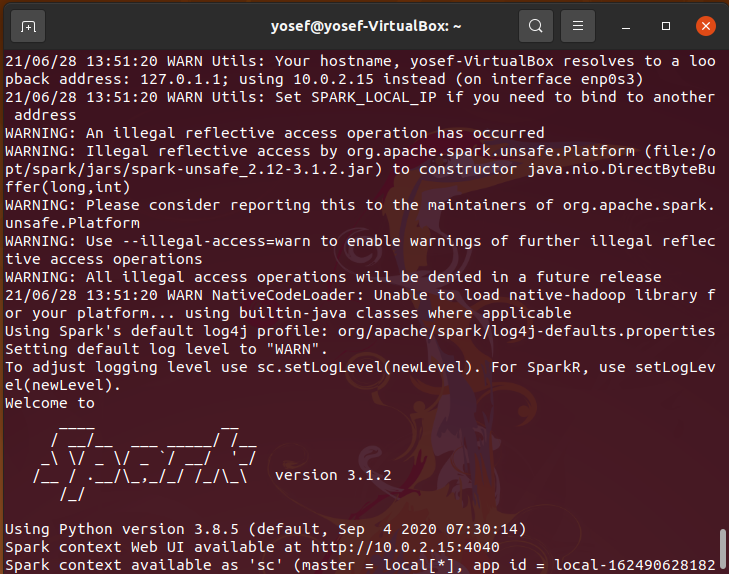 yosef@yosef-VirtualBox: ~
21/06/28 13:51:20 WARN Utils: Your hostname, yosef-VirtualBox resolves to a loo
pback address: 127.0.1.1; using 10.0.2.15 instead (on interface enp0s3)
21/06/28 13:51:20 WARN Utils: Set SPARK_LOCAL_IP if you need to bind to another
 address
WARNING: An illegal reflective access operation has occurred
WARNING: Illegal reflective access by org.apache.spark.unsafe.Platform (file:/o
pt/spark/jars/spark-unsafe_2.12-3.1.2.jar) to constructor java.nio.DirectByteBu
ffer(long,int)
WARNING: Please consider reporting this to the maintainers of org.apache.spark.
unsafe.Platform
WARNING: Use --illegal-access=warn to enable warnings of further illegal reflec
tive access operations
WARNING: All illegal access operations will be denied in a future release
21/06/28 13:51:20 WARN NativeCodeLoader: Unable to load native-hadoop library f
or your platform... using builtin-java classes where applicable
Using Spark's default log4j profile: org/apache/spark/log4j-defaults.properties
Setting default log level to "WARN".
To adjust logging level use sc.setLogLevel(newLevel). For SparkR, use setLogLev
el(newLevel).
Welcome to
      ____              __
     / __/__  ___ _____/ /__
    _\ \/ _ \/ _ `/ __/  '_/
   /__ / .__/\_,_/_/ /_/\_\   version 3.1.2
      /_/
Using Python version 3.8.5 (default, Sep  4 2020 07:30:14)
Spark context Web UI available at http://10.0.2.15:4040
Spark context available as 'sc' (master = local[*], app id = local-162490628182